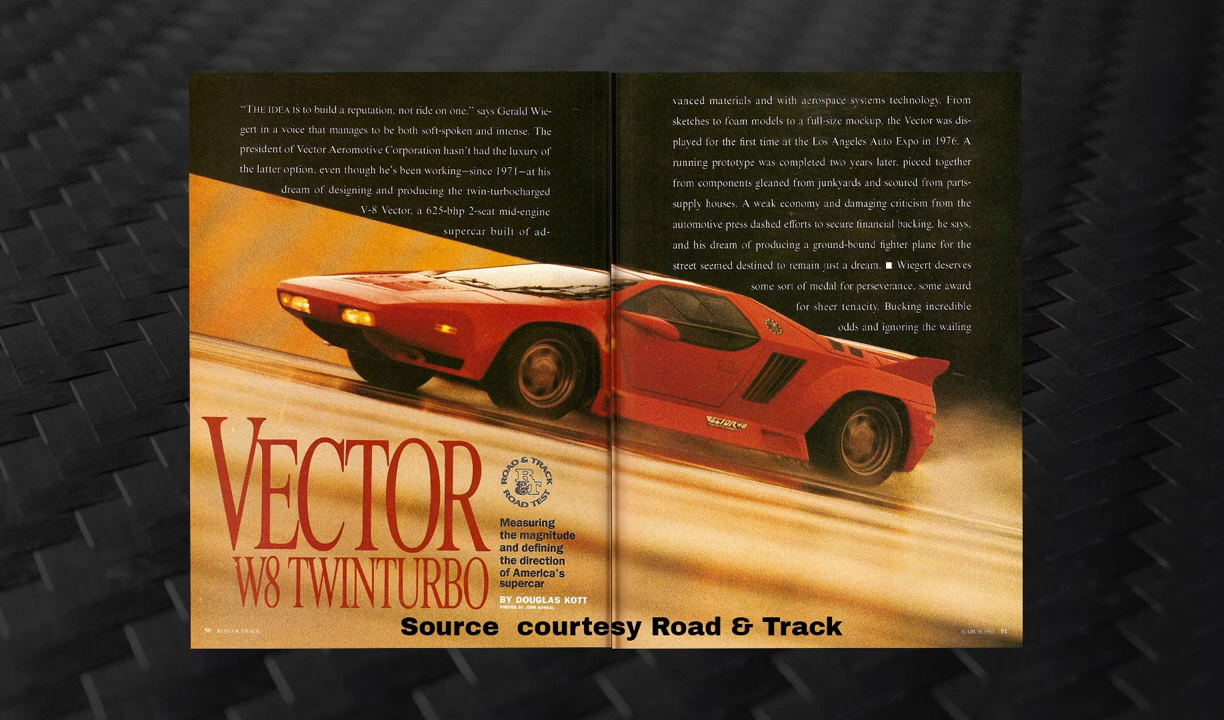 “THE IDEA IS to build a reputation, not ride on one,” says Gerald Wie-
gert in a voice that manages to be both soft-spoken and intense. The
president of Vector Aeromotive Corporation hasn’t had the luxury of
the latter option, even though he’s been working—since 1971—at his
dream of designing and producing the twin-turbocharged
V-8 Vector, a 625-bhp 2-seat mid-engine
supercar built of ad-
vanced materials and with aerospace systems technology. From
sketches to foam models to a full-size mockup, the Vector was dis-
played for the first time at the Los Angeles Auto Expo in 1976. A
running prototype was completed two years later, pieced together
from components gleaned from junkyards and scoured from parts-
supply houses. A weak economy and damaging criticism from the
automotive press dashed efforts to secure financial backing, he says,
and his dream of producing a ground-bound fighter plane for the
street seemed destined to remain just a dream. ■ Wiegert deserves
some sort of medal for perseverance, some award
for sheer tenacity. Bucking incredible
odds and ignoring the wailing
VECTOR
W8 TWINTURBO
ROAD & TRACK
R&T
ROAD TEST
Measuring
the magnitude
and defining
the direction
of America’s
supercar
BY DOUGLAS KOTT
VECTOR W8
Source courtesy Road & Track
50 ROAD & TRACK
MARCH 1991 51